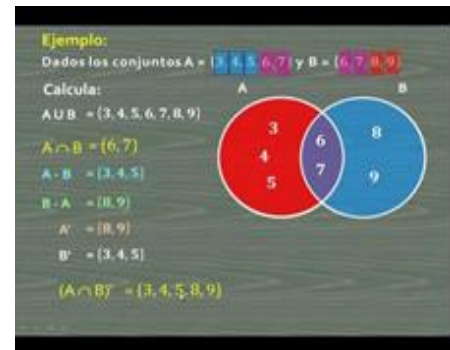 Ejemplo:
Dados los conjuntos A = {3, 4, 5, 6, 7} y B = {6, 7, 8, 9}
Calcula:
A U B = {3, 4, 5, 6, 7, 8, 9}
A ∩ B = {6, 7}
A - B = {3, 4, 5}
B - A = {8, 9}
A' = {8, 9}
B' = {3, 4, 5}
(A ∩ B)' = {3, 4, 5, 8, 9}
A B
3 6 8
4
7
5 9